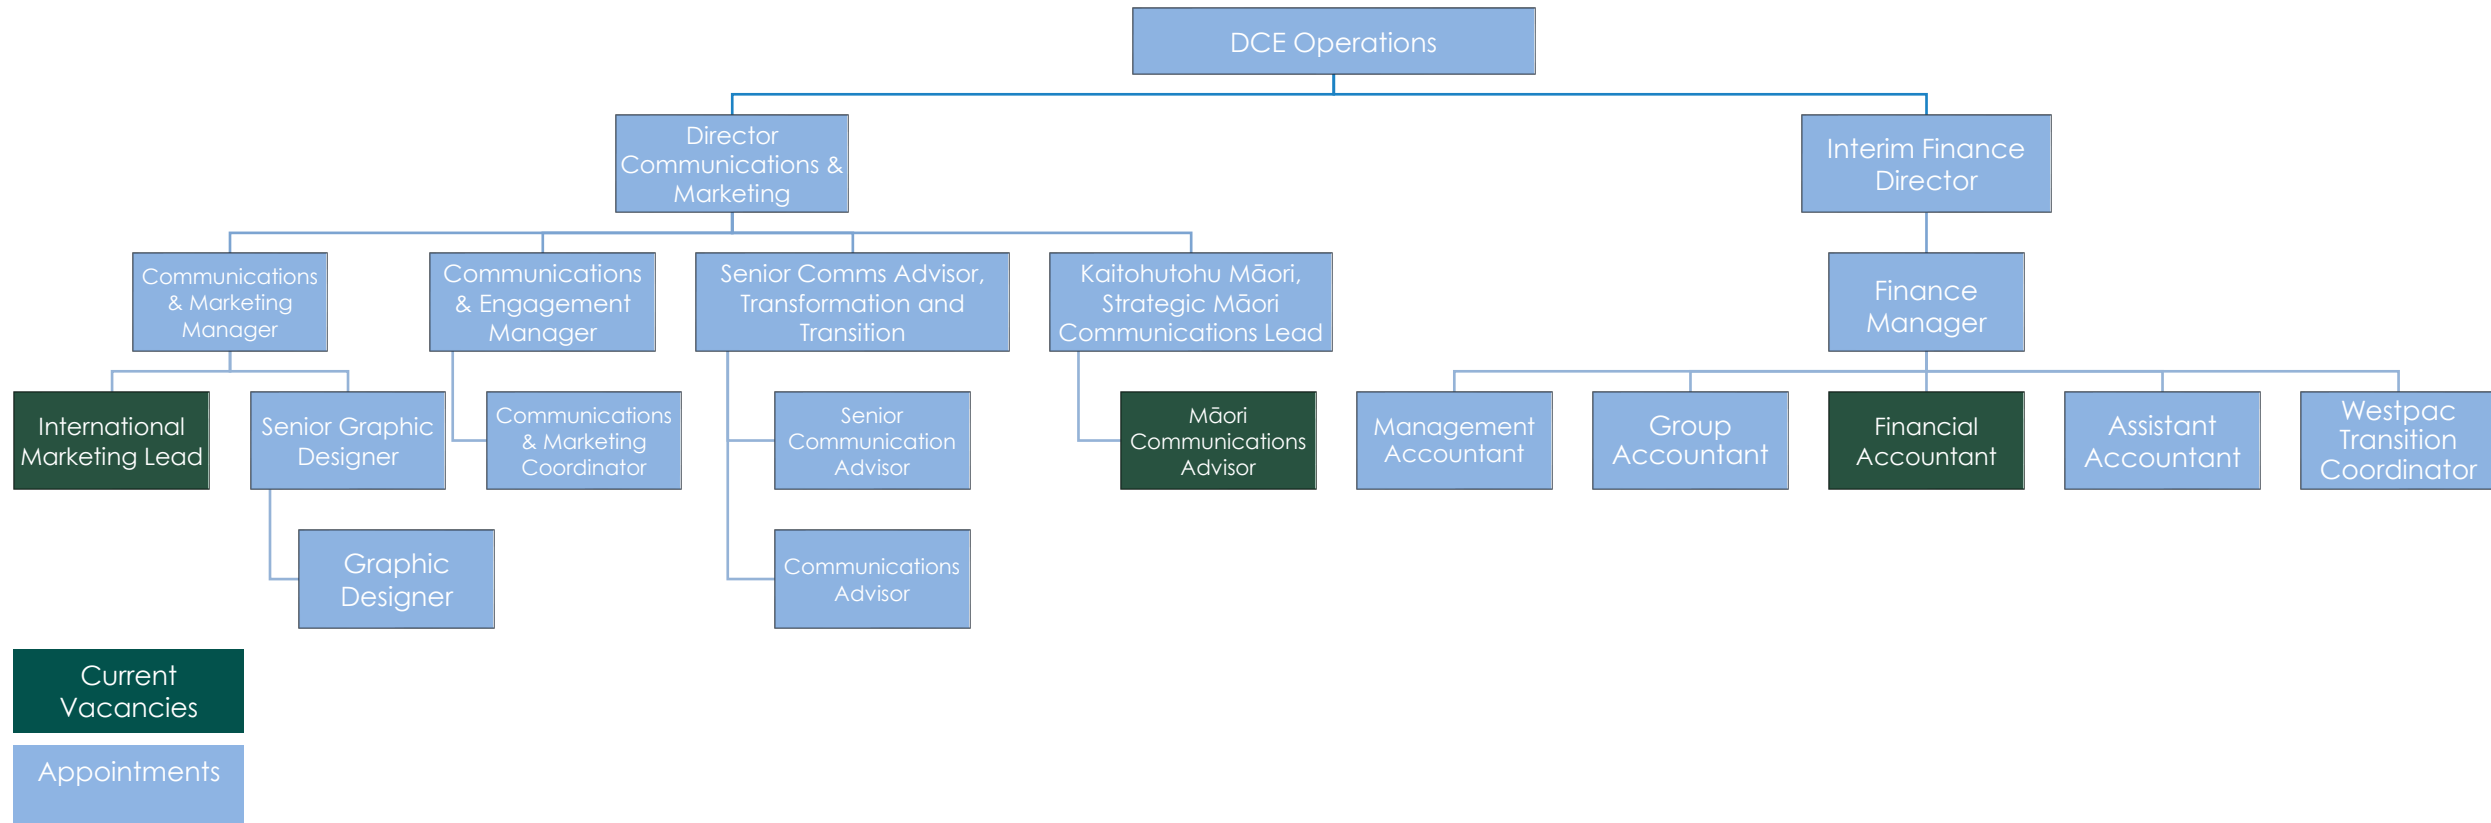 DCE Operations
Director
Communications &
Marketing
Interim Finance
Director
Communications
& Marketing
Manager
Communications
& Engagement
Manager
Senior Comms Advisor,
Transformation and
Transition
Kaitohutohu Māori,
Strategic Māori
Communications Lead
Finance
Manager
International
Marketing Lead
Senior Graphic
Designer
Communications
& Marketing
Coordinator
Senior
Communication
Advisor
Māori
Communications
Advisor
Management
Accountant
Group
Accountant
Financial
Accountant
Assistant
Accountant
Westpac
Transition
Coordinator
Graphic
Designer
Communications
Advisor
Current
Vacancies
Appointments